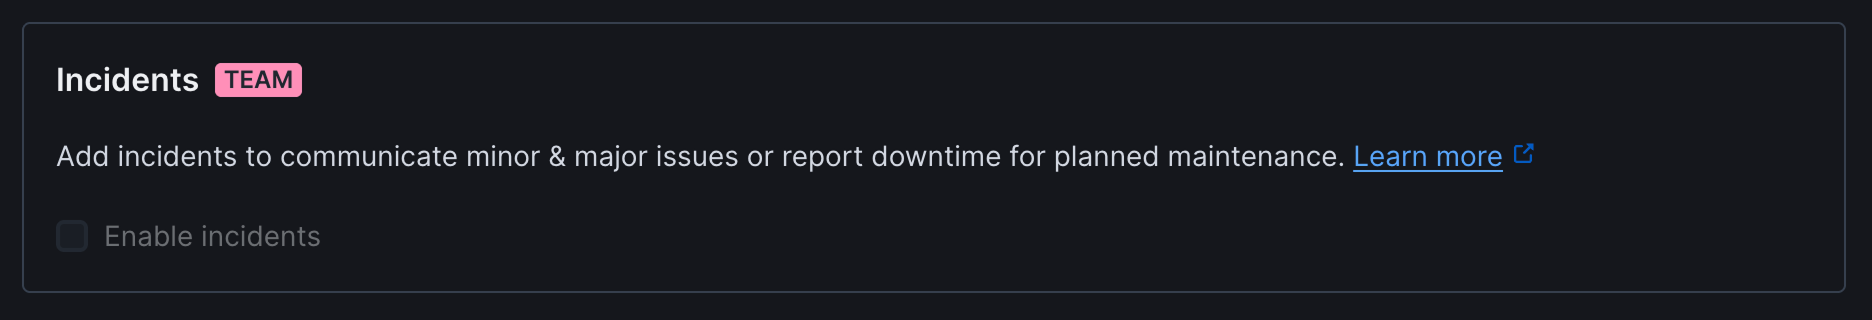 Incidents TEAM
Add incidents to communicate minor & major issues or report downtime for planned maintenance. Learn more
Enable incidents